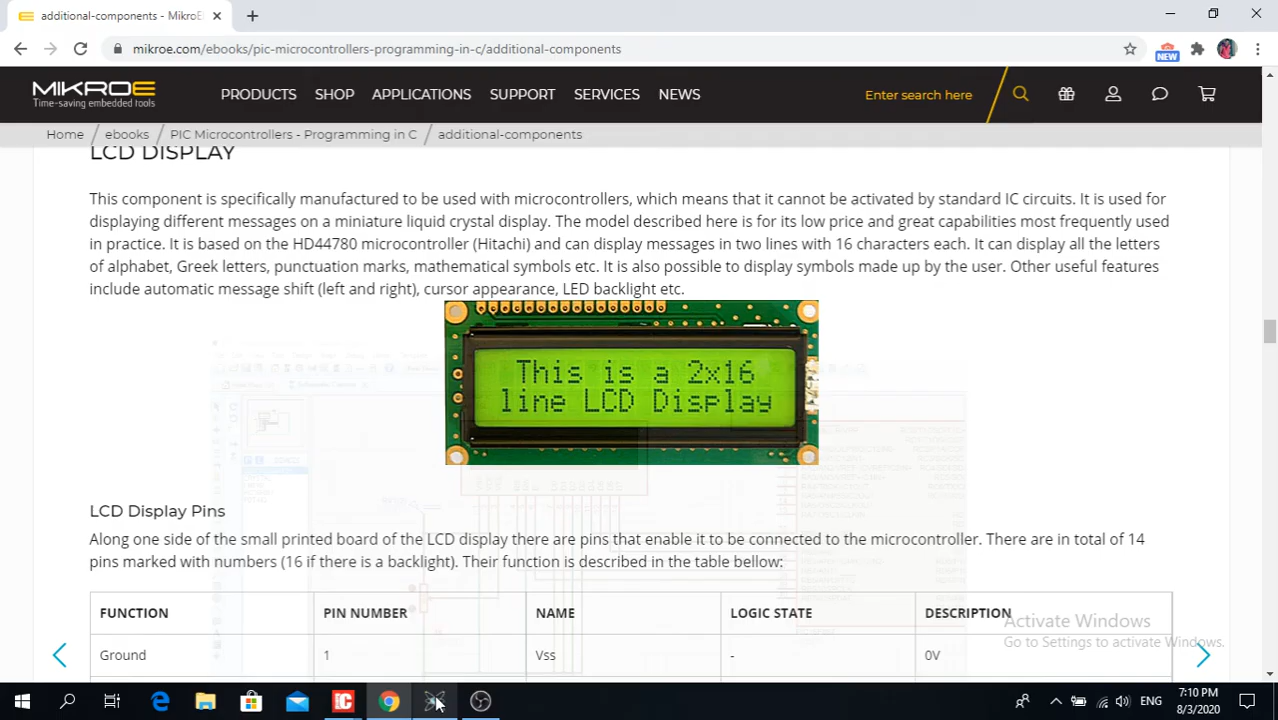 additional-components - MikroE
mikroe.com/ebooks/pic-microcontrollers-programming-in-c/additional-components
NEW
MIKROE
Time-saving embedded tools
PRODUCTS SHOP APPLICATIONS SUPPORT SERVICES NEWS
Enter search here
Home / ebooks / PIC Microcontrollers - Programming in C / additional-components
LCD DISPLAY
This component is specifically manufactured to be used with microcontrollers, which means that it cannot be activated by standard IC circuits. It is used for
displaying different messages on a miniature liquid crystal display. The model described here is for its low price and great capabilities most frequently used
in practice. It is based on the HD44780 microcontroller (Hitachi) and can display messages in two lines with 16 characters each. It can display all the letters
of alphabet, Greek letters, punctuation marks, mathematical symbols etc. It is also possible to display symbols made up by the user. Other useful features
include automatic message shift (left and right), cursor appearance, LED backlight etc.
This is a 2x16
line LCD Display
LCD Display Pins
Along one side of the small printed board of the LCD display there are pins that enable it to be connected to the microcontroller. There are in total of 14
pins marked with numbers (16 if there is a backlight). Their function is described in the table bellow:
FUNCTION PIN NUMBER NAME LOGIC STATE DESCRIPTION
Ground 1 Vss - 0V
Activate Windows
Go to Settings to activate Windows.
ENG
7:10 PM
8/3/2020